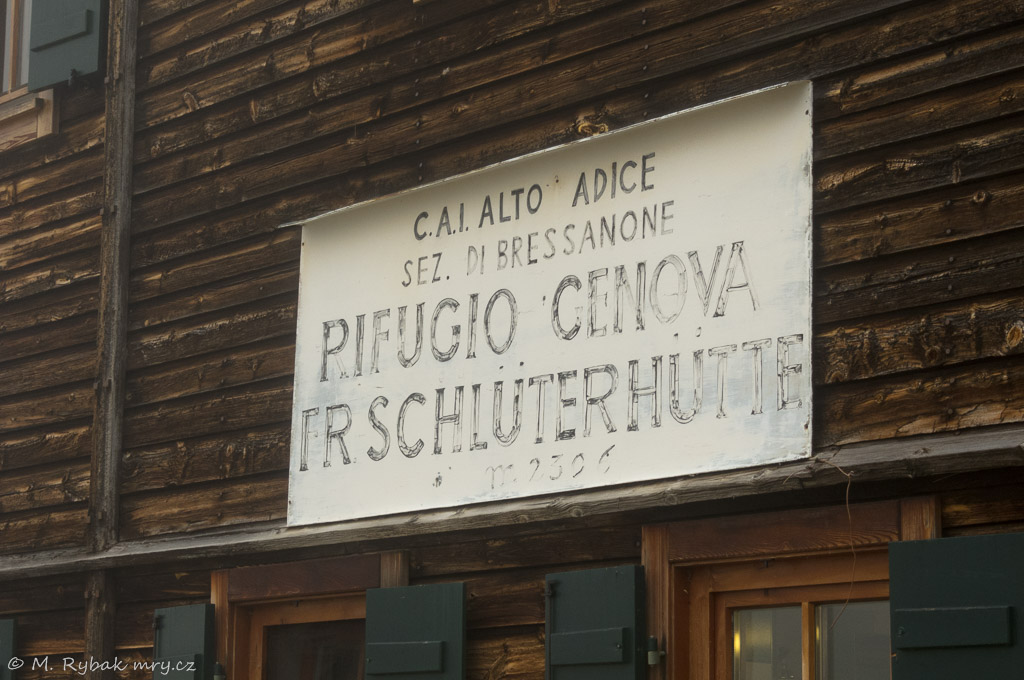 C.A.I. ALTO ADICE
SEZ. DI BRESSANONE
RIFUGIO GENOVA
FR SCHLÜTERHÜTTE
m. 2306
© M. Rybak mry.cz